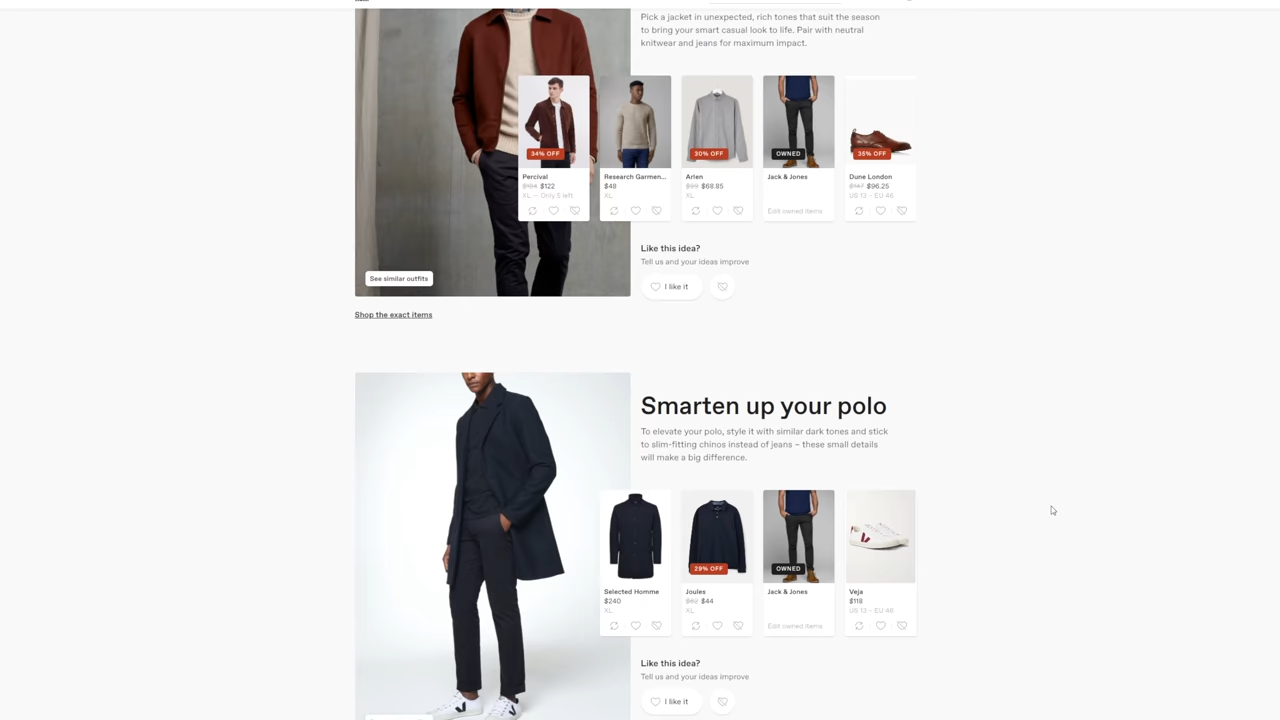 Pick a jacket in unexpected, rich tones that suit the season
to bring your smart casual look to life. Pair with neutral
knitwear and jeans for maximum impact.
34% OFF
30% OFF
OWNED
35% OFF
Percival
Research Garmen...
Arlen
Jack & Jones
Dune London
$184 $122
$48
$99 $68.85
$147 $96.25
XL — Only 5 left
XL
XL
US 13 – EU 46
Edit owned items
See similar outfits
Like this idea?
Tell us and your ideas improve
I like it
Shop the exact items
Smarten up your polo
To elevate your polo, style it with similar dark tones and stick
to slim-fitting chinos instead of jeans – these small details
will make a big difference.
29% OFF
OWNED
Selected Homme
Joules
Jack & Jones
Veja
$240
$62 $44
$118
XL
XL
US 13 – EU 46
Edit owned items
Like this idea?
Tell us and your ideas improve
I like it